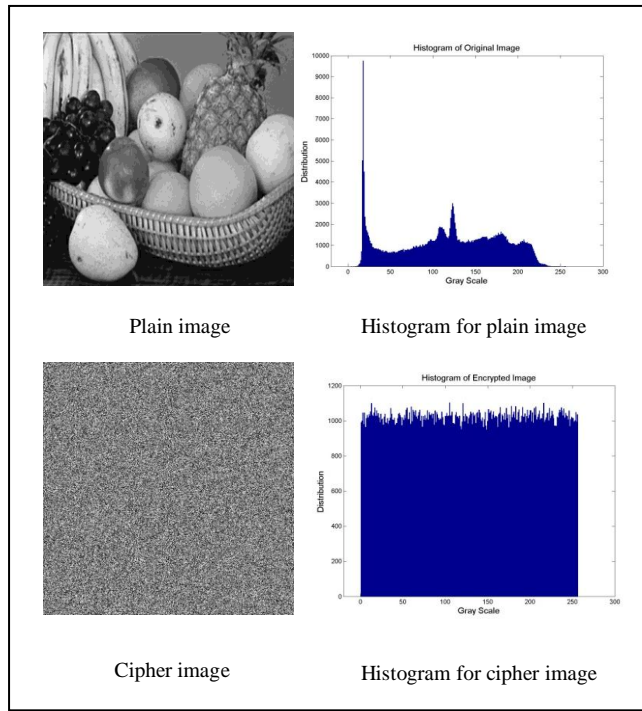 Histogram of Original Image
10000
9000
8000
7000
6000
5000
4000
3000
2000
1000
0
Distribution
0 50 100 150 200 250 300
Gray Scale
Plain image
Histogram for plain image
Histogram of Encrypted Image
1200
1000
800
600
400
200
0
Distribution
0 50 100 150 200 250 300
Gray Scale
Cipher image
Histogram for cipher image